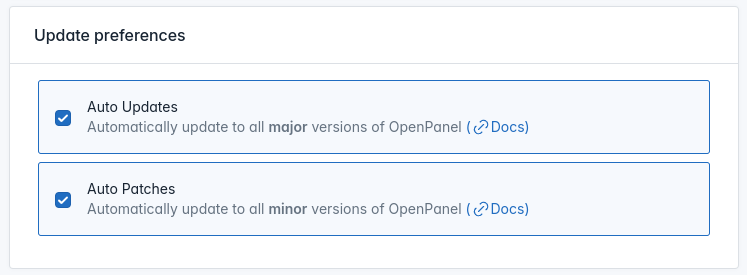 Update preferences
Auto Updates
Automatically update to all major versions of OpenPanel ( Docs)
Auto Patches
Automatically update to all minor versions of OpenPanel ( Docs)